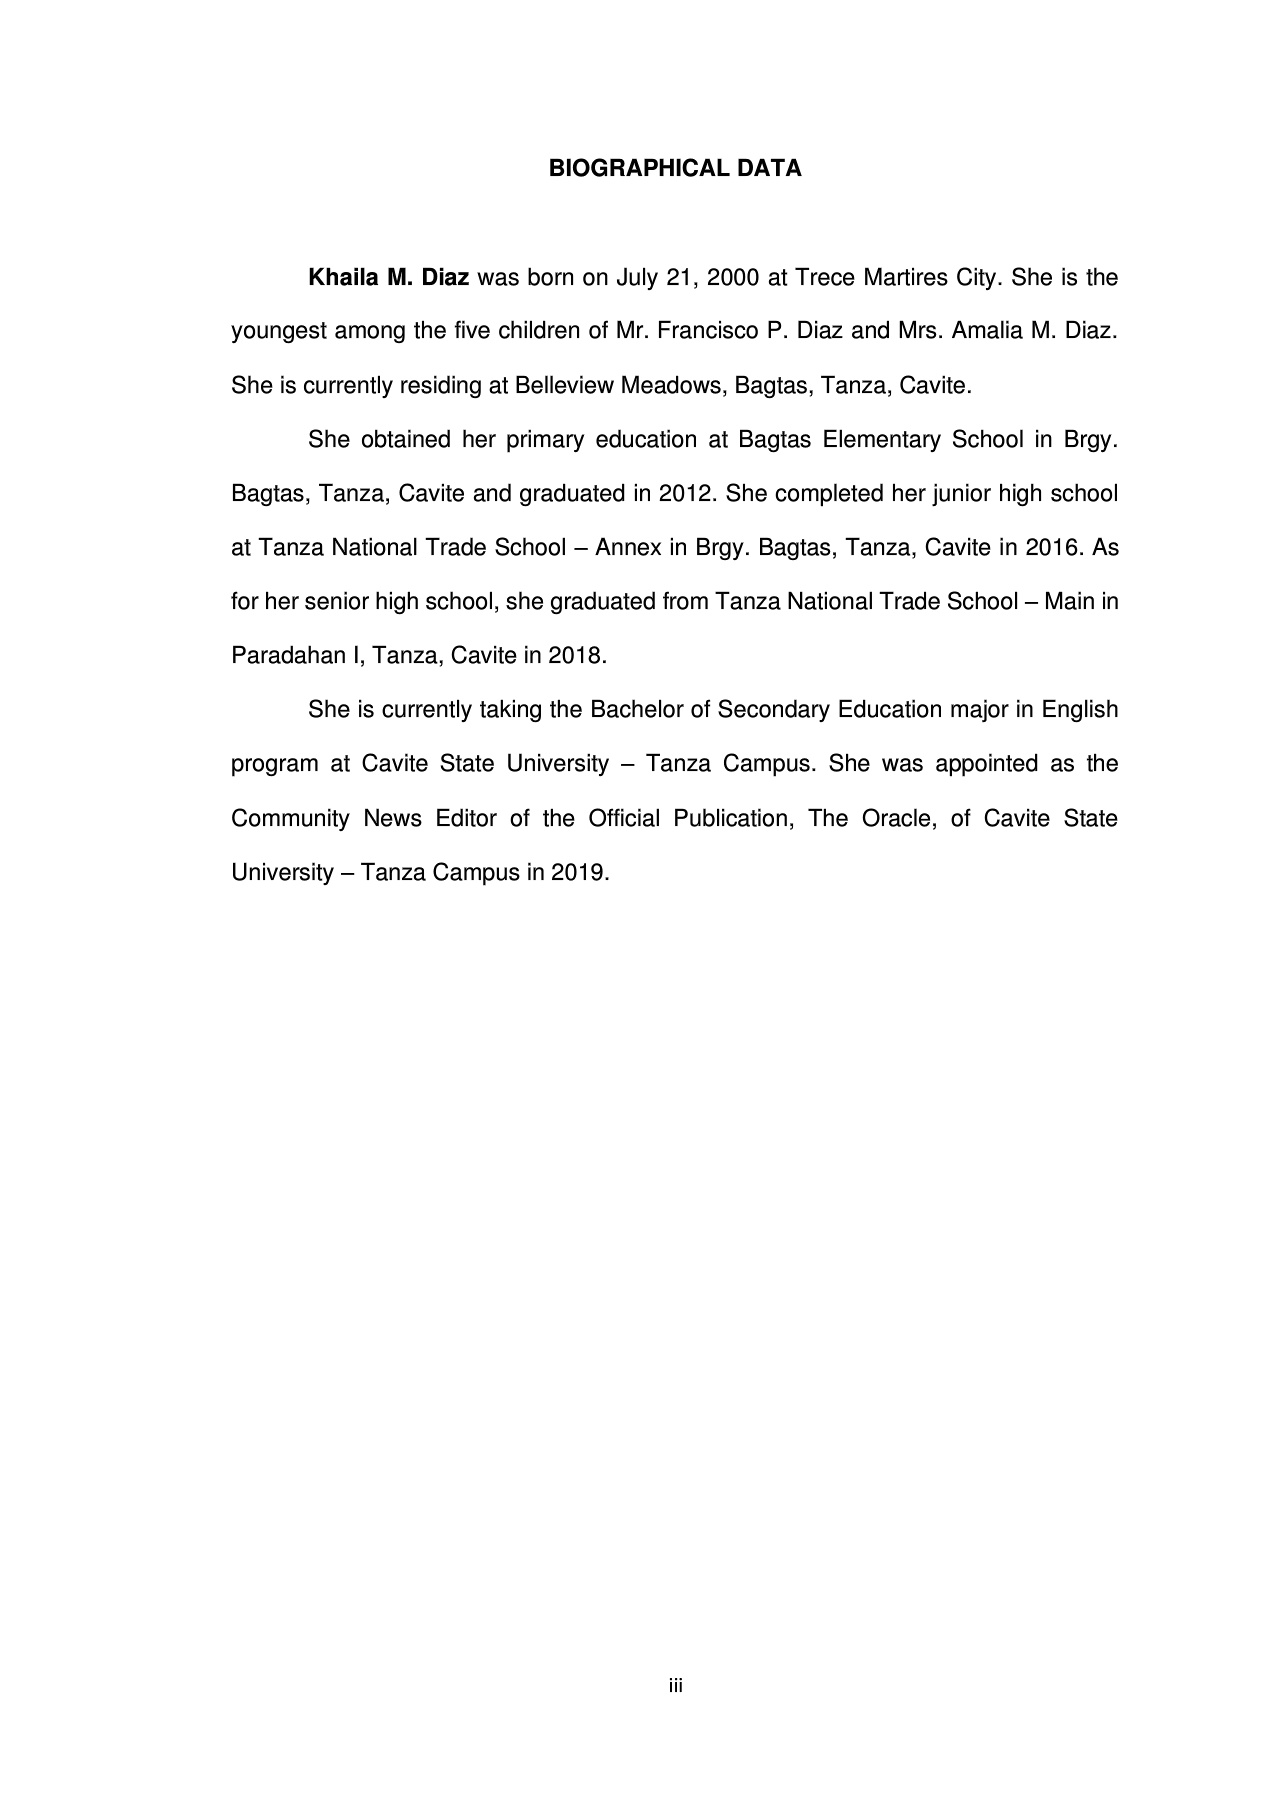 BIOGRAPHICAL DATA
Khaila M. Diaz was born on July 21, 2000 at Trece Martires City. She is the
youngest among the five children of Mr. Francisco P. Diaz and Mrs. Amalia M. Diaz.
She is currently residing at Belleview Meadows, Bagtas, Tanza, Cavite.
She obtained her primary education at Bagtas Elementary School in Brgy.
Bagtas, Tanza, Cavite and graduated in 2012. She completed her junior high school
at Tanza National Trade School – Annex in Brgy. Bagtas, Tanza, Cavite in 2016. As
for her senior high school, she graduated from Tanza National Trade School – Main in
Paradahan I, Tanza, Cavite in 2018.
She is currently taking the Bachelor of Secondary Education major in English
program at Cavite State University – Tanza Campus. She was appointed as the
Community News Editor of the Official Publication, The Oracle, of Cavite State
University – Tanza Campus in 2019.
iii